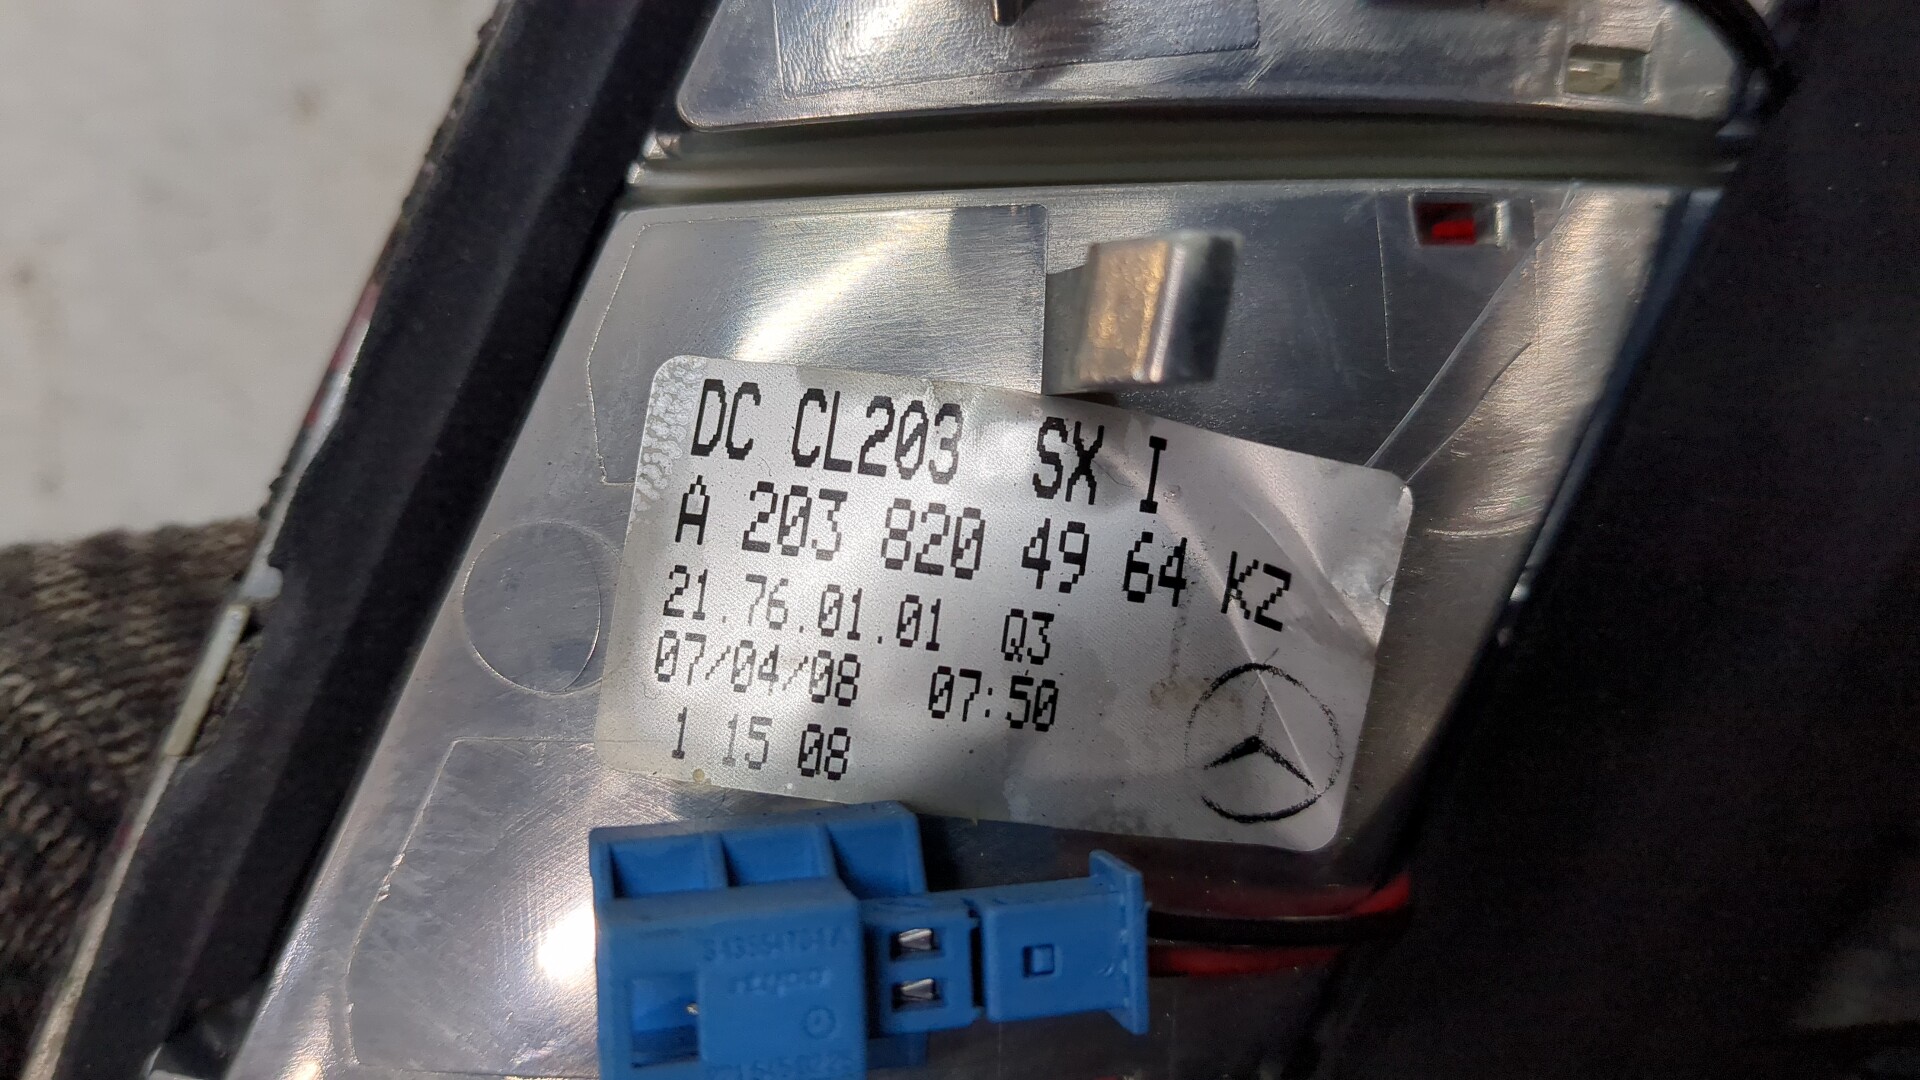 DC CL203 SX I
A 203 820 49 64 KZ
21.76.01.01 Q3
07/04/08 07:50
1 15 08